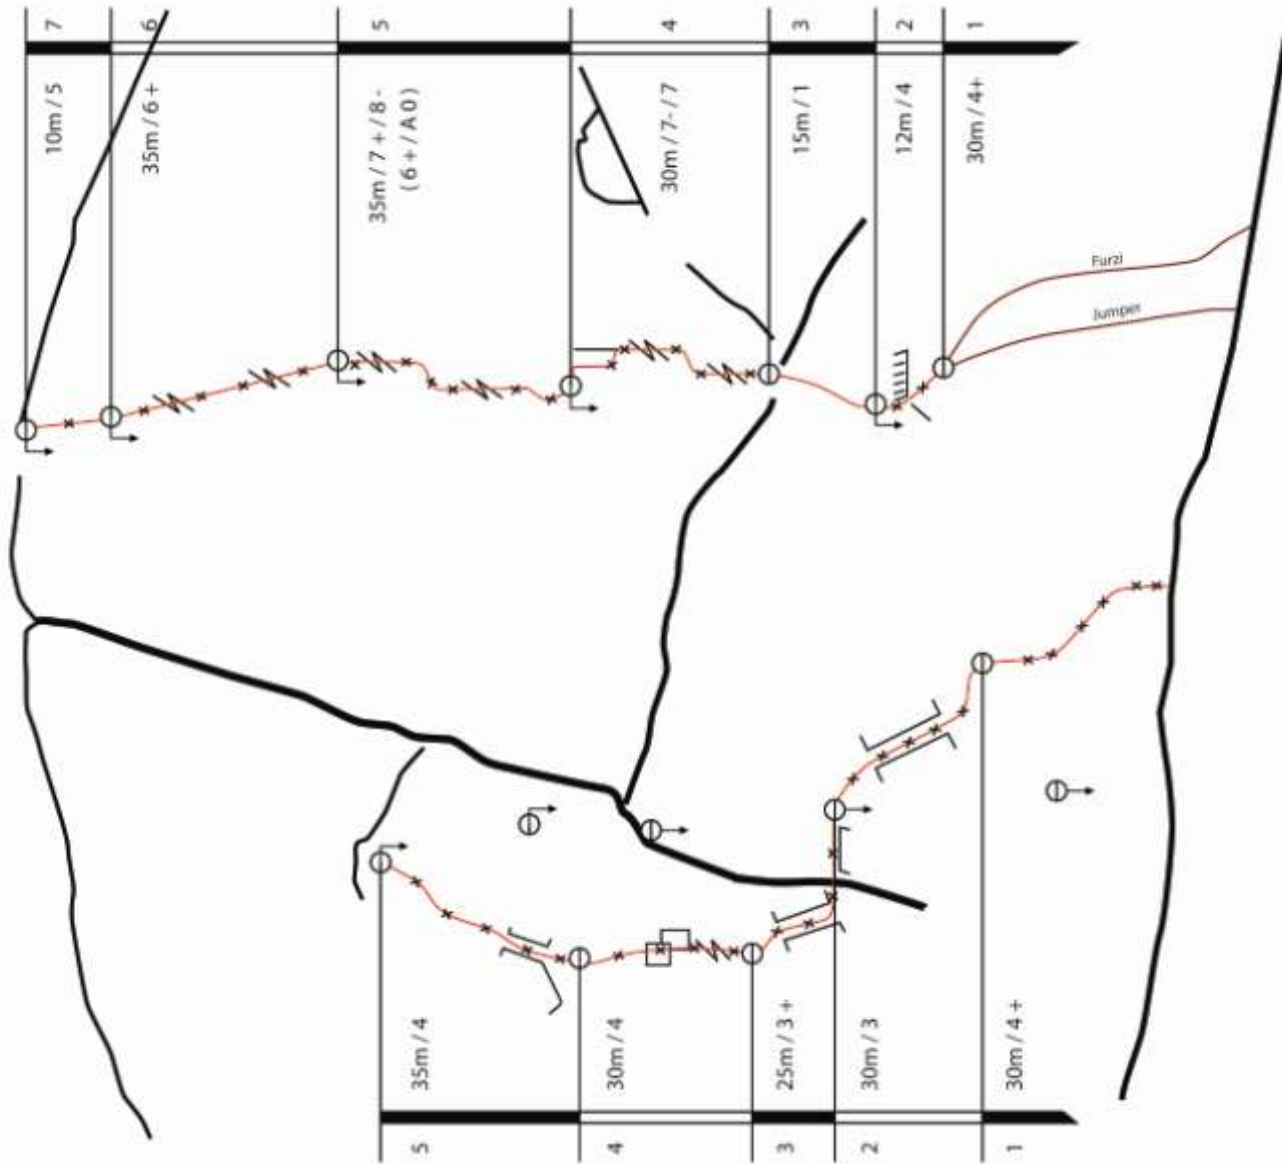 7
6
5
4
3
2
1
10m / 5
35m / 6 +
35m / 7 + / 8 -
( 6 + / A 0 )
30m / 7- / 7
15m / 1
12m / 4
30m / 4+
Furzi
Jumper
35m / 4
30m / 4
25m / 3 +
30m / 3
30m / 4 +
5
4
3
2
1